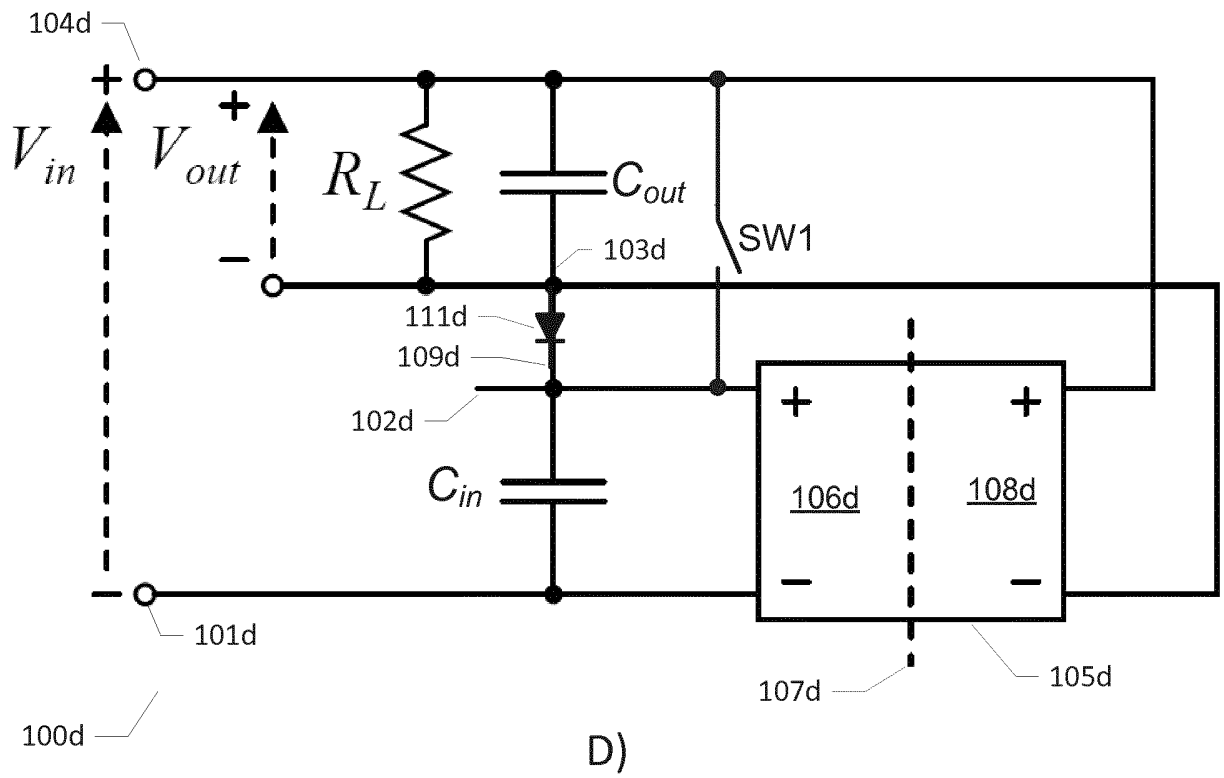 104d
+
+
V_in
V_out
R_L
C_out
SW1
−
103d
111d
109d
102d
+
+
C_in
106d
108d
−
−
−
101d
107d
105d
100d
D)